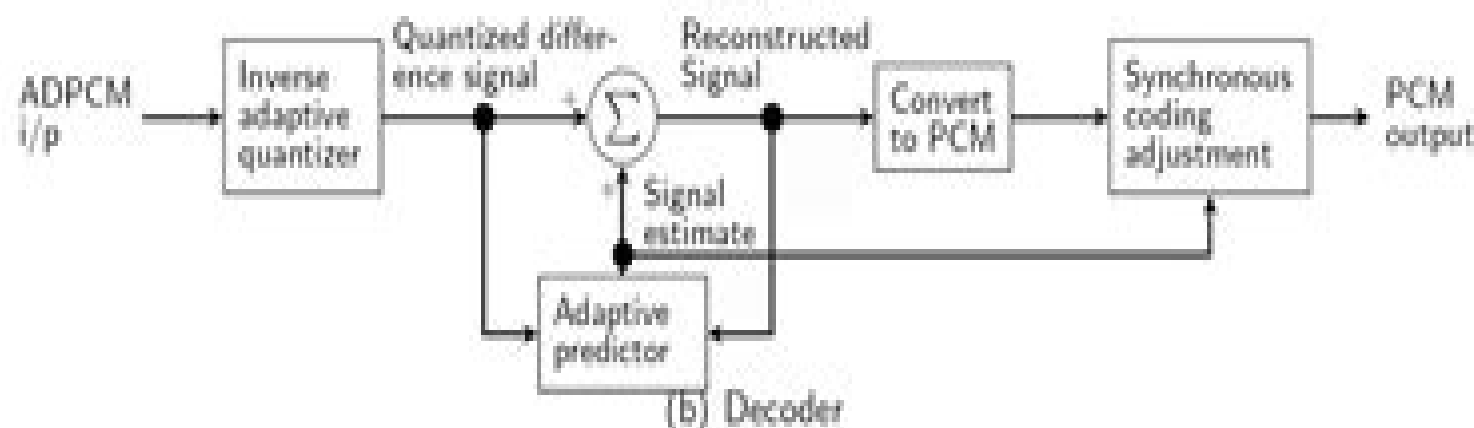 ADPCM
i/p
Inverse
adaptive
quantizer
Quantized differ-
ence signal
+
Σ
+
Reconstructed
Signal
Convert
to PCM
Synchronous
coding
adjustment
PCM
output
Signal
estimate
Adaptive
predictor
(b) Decoder